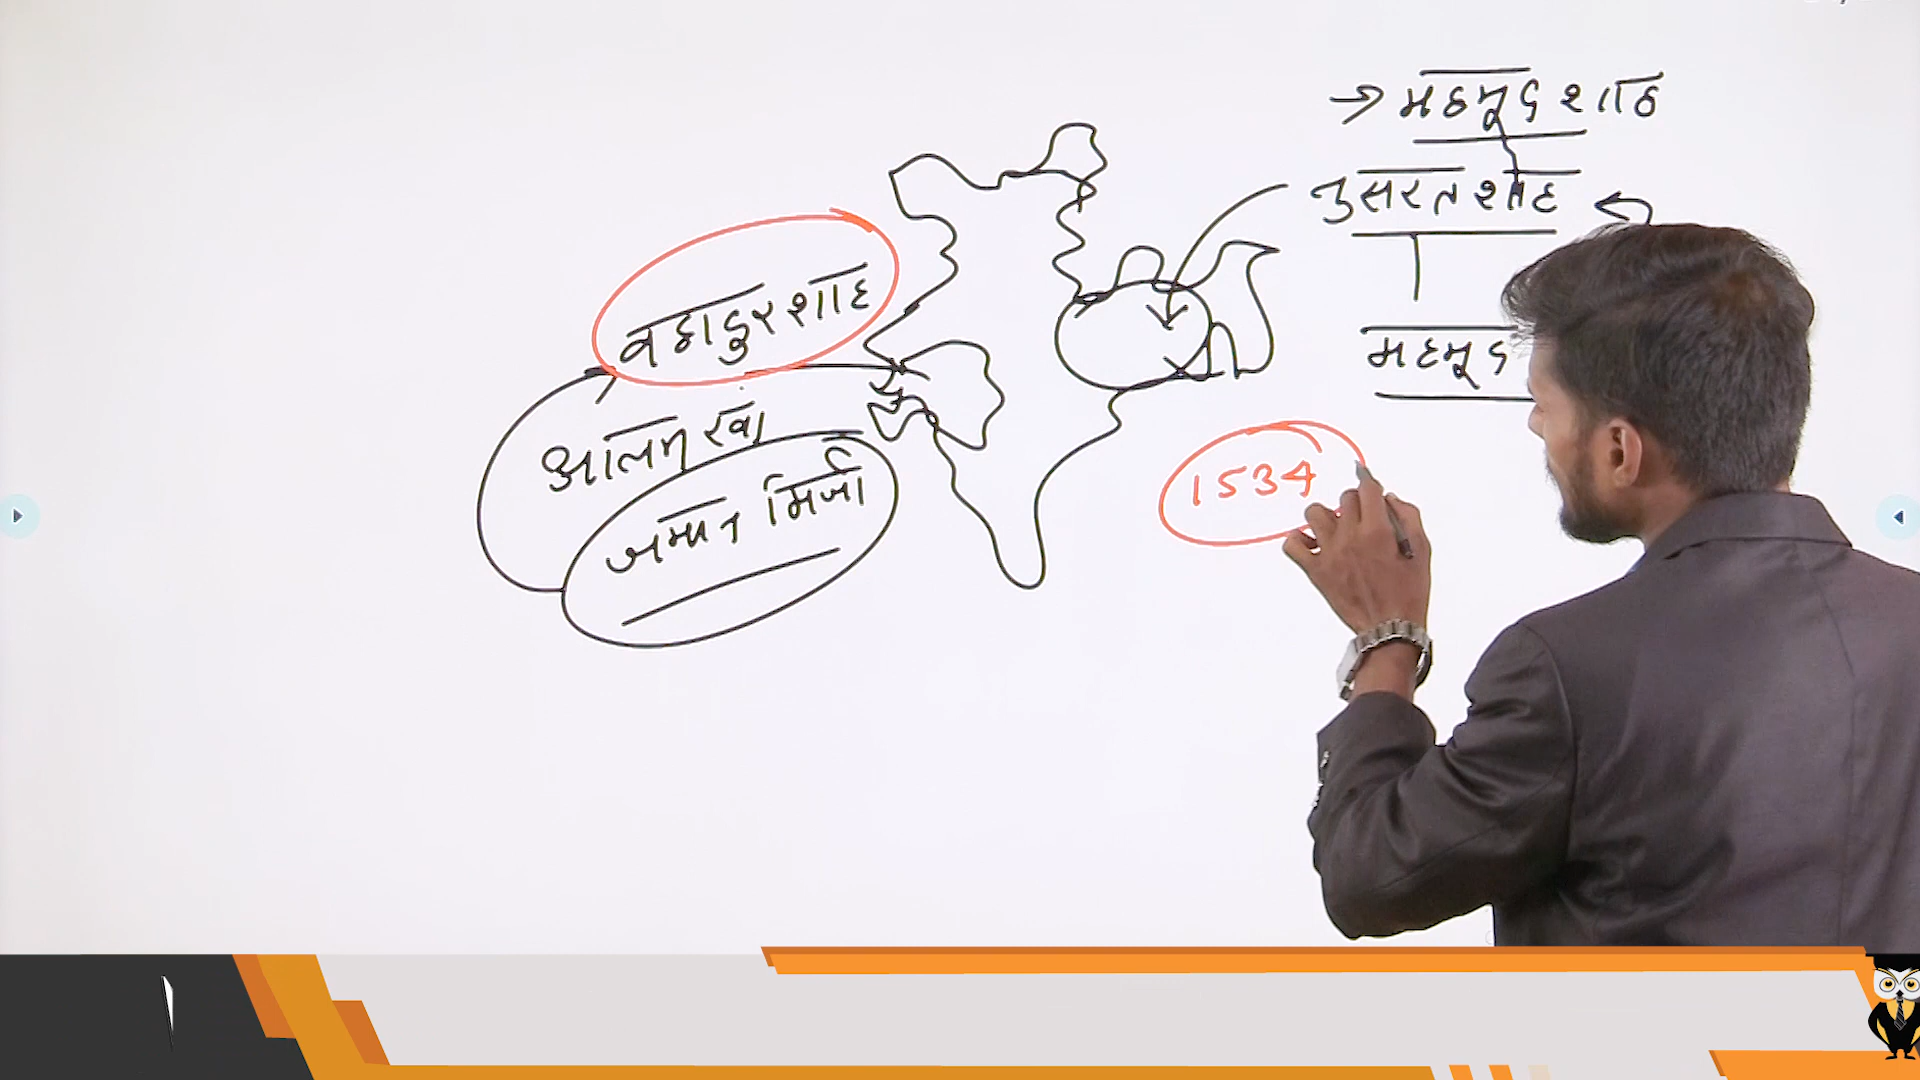 → महमूद शाह
नुसरत शाह
महमूद
बहादुर शाह
आलम खाँ
जमान मिर्जा
1534